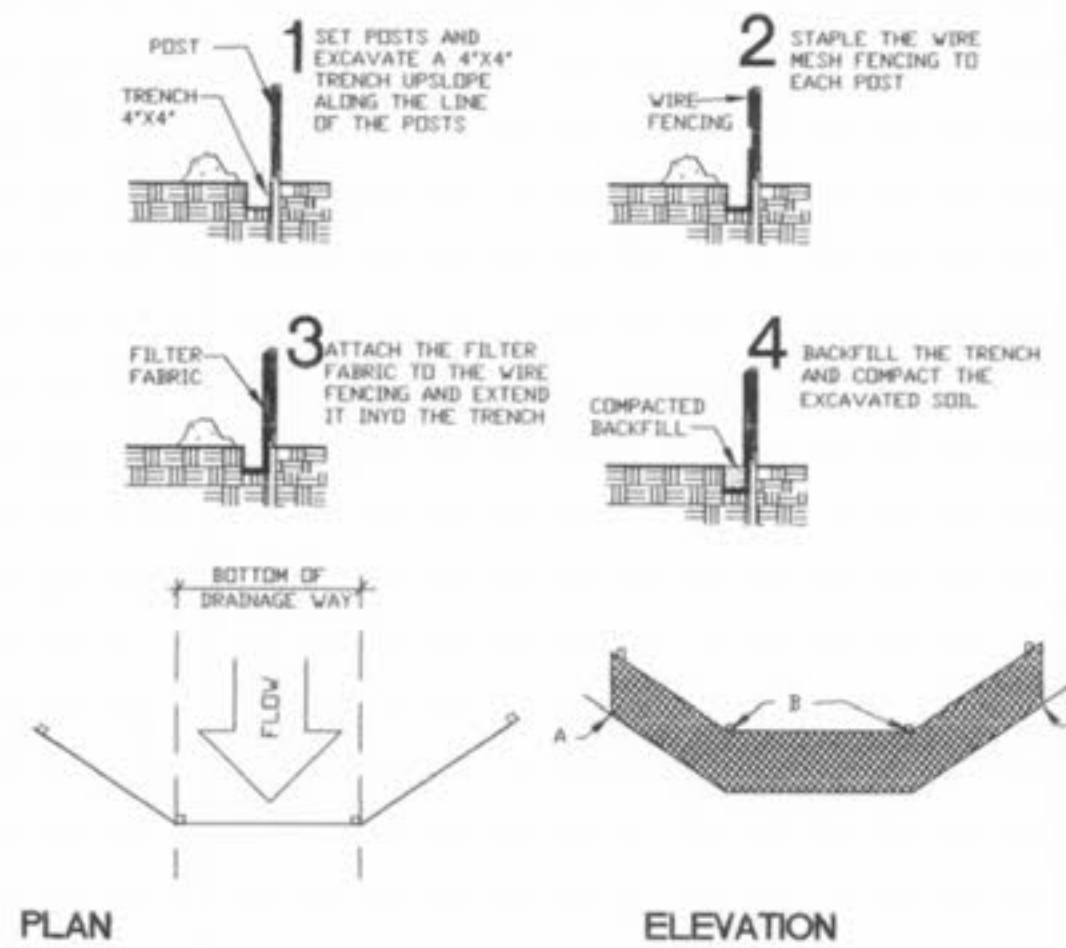 POST
1 SET POSTS AND
EXCAVATE A 4"X4"
TRENCH UPSLOPE
ALONG THE LINE
OF THE POSTS
TRENCH
4"X4"
2 STAPLE THE WIRE
MESH FENCING TO
EACH POST
WIRE
FENCING
FILTER
FABRIC
3 ATTACH THE FILTER
FABRIC TO THE WIRE
FENCING AND EXTEND
IT INYO THE TRENCH
4 BACKFILL THE TRENCH
AND COMPACT THE
EXCAVATED SOIL
COMPACTED
BACKFILL
BOTTOM OF
DRAINAGE WAY
FLOW
A
B
PLAN
ELEVATION